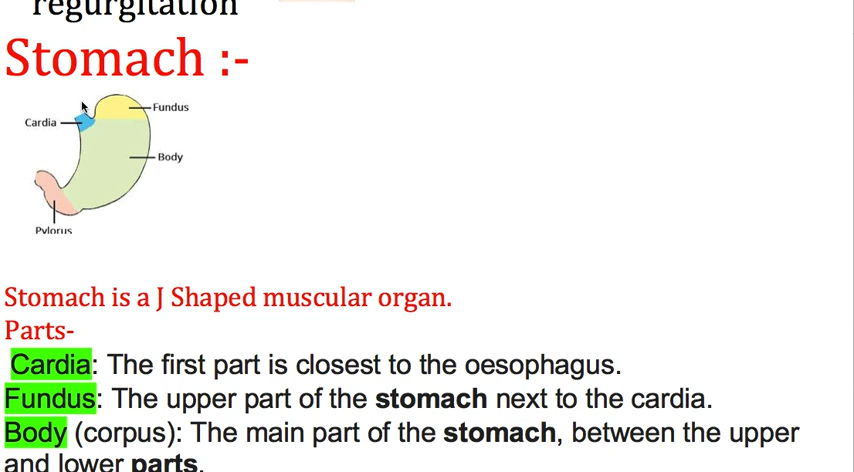 regurgitation
Stomach :-
Fundus
Cardia
Body
Pylorus
Stomach is a J Shaped muscular organ.
Parts-
Cardia: The first part is closest to the oesophagus.
Fundus: The upper part of the stomach next to the cardia.
Body (corpus): The main part of the stomach, between the upper
and lower parts.